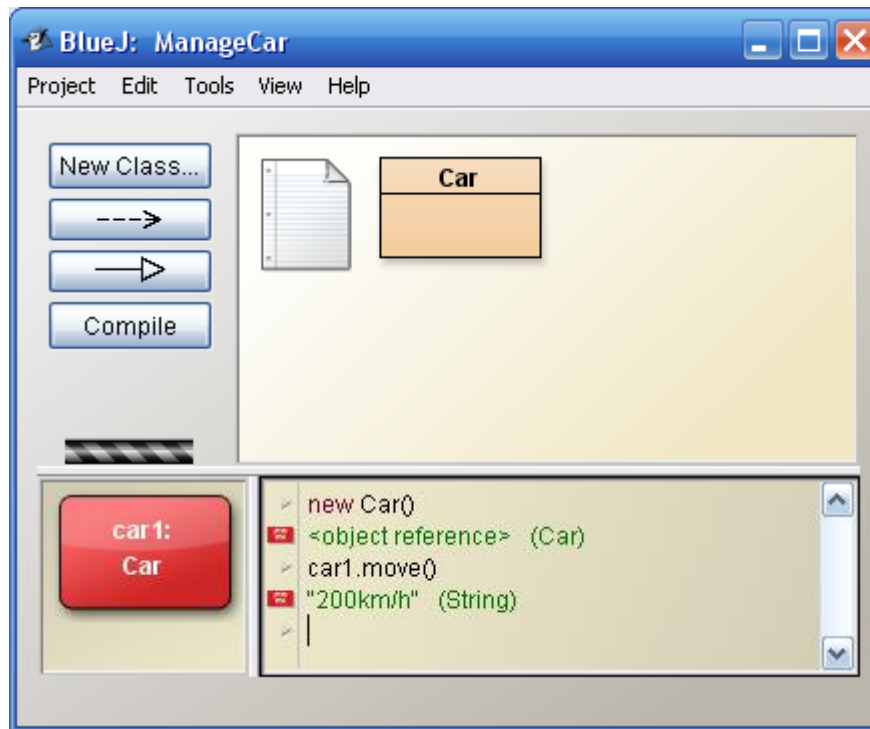 BlueJ: ManageCar
Project Edit Tools View Help
New Class...
Compile
Car
car1:
Car
new Car()
<object reference> (Car)
car1.move()
"200km/h" (String)